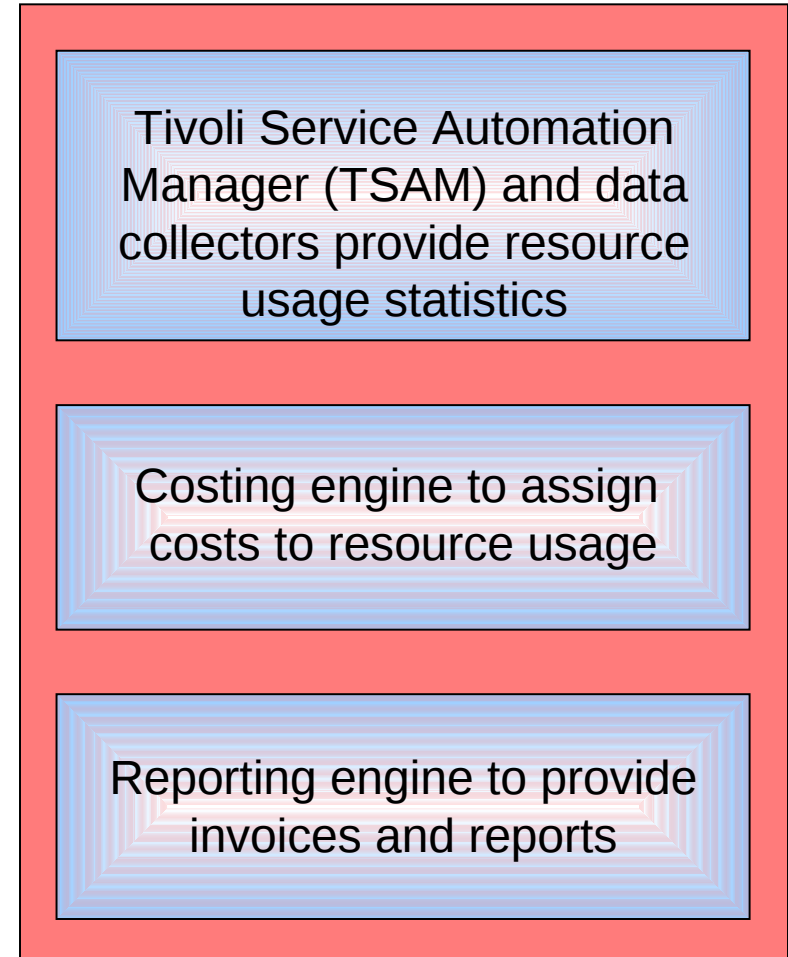 Tivoli Service Automation
Manager (TSAM) and data
collectors provide resource
usage statistics
Costing engine to assign
costs to resource usage
Reporting engine to provide
invoices and reports